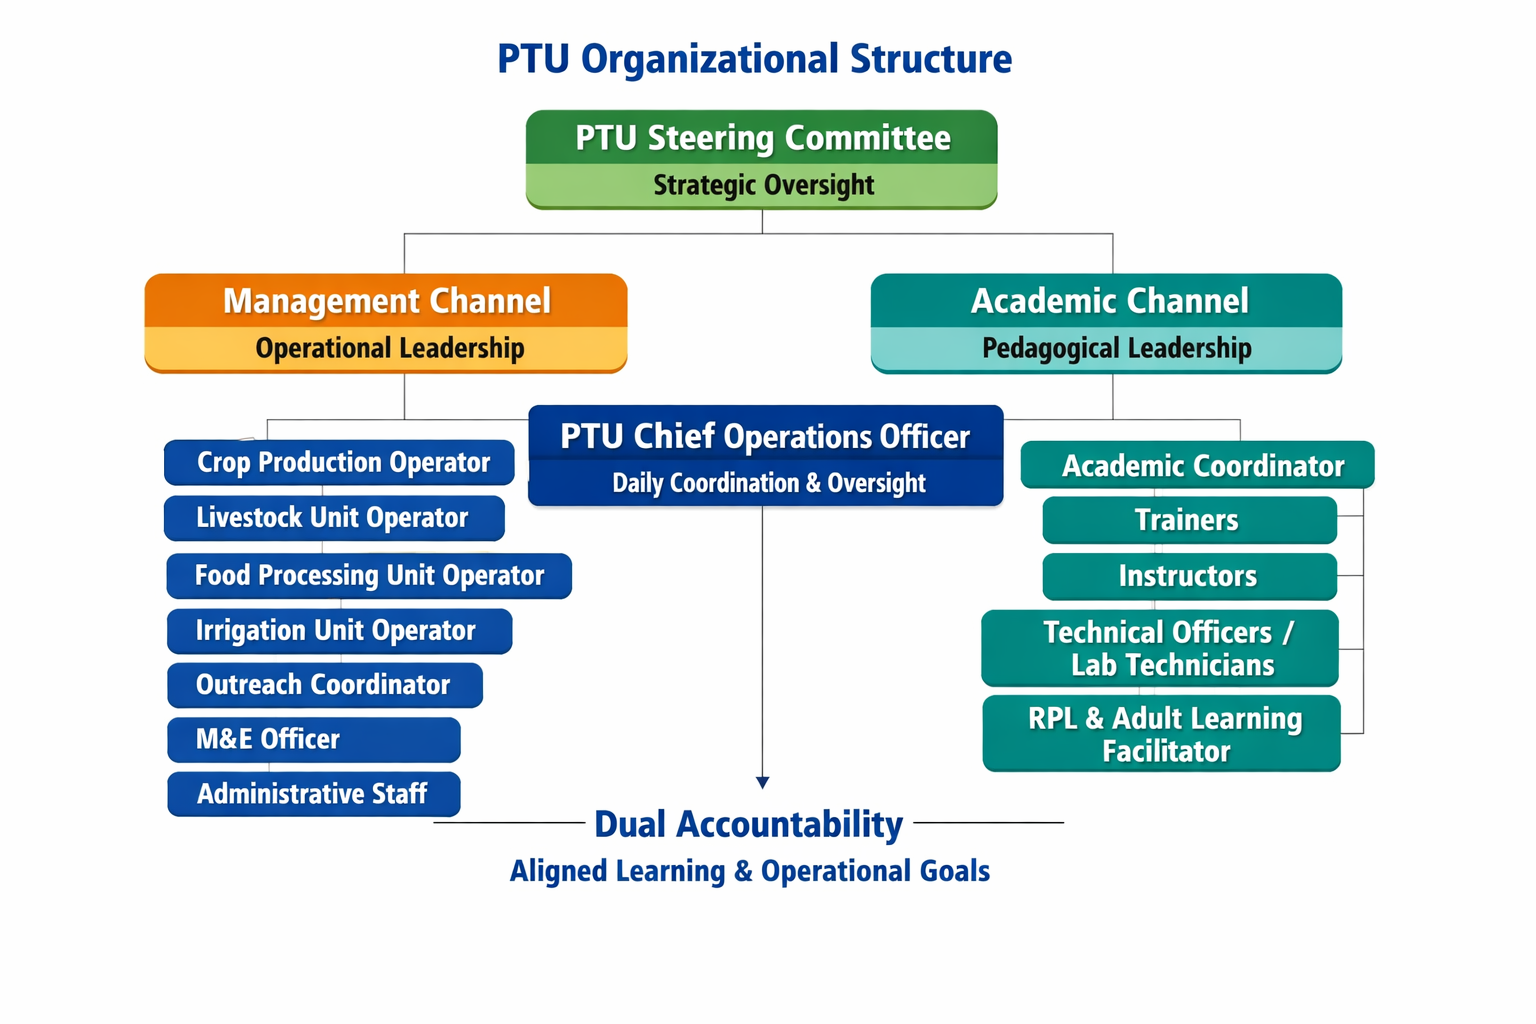 PTU Organizational Structure
PTU Steering Committee
Strategic Oversight
Management Channel
Operational Leadership
Academic Channel
Pedagogical Leadership
PTU Chief Operations Officer
Daily Coordination & Oversight
Crop Production Operator
Livestock Unit Operator
Food Processing Unit Operator
Irrigation Unit Operator
Outreach Coordinator
M&E Officer
Administrative Staff
Academic Coordinator
Trainers
Instructors
Technical Officers /
Lab Technicians
RPL & Adult Learning
Facilitator
Dual Accountability
Aligned Learning & Operational Goals